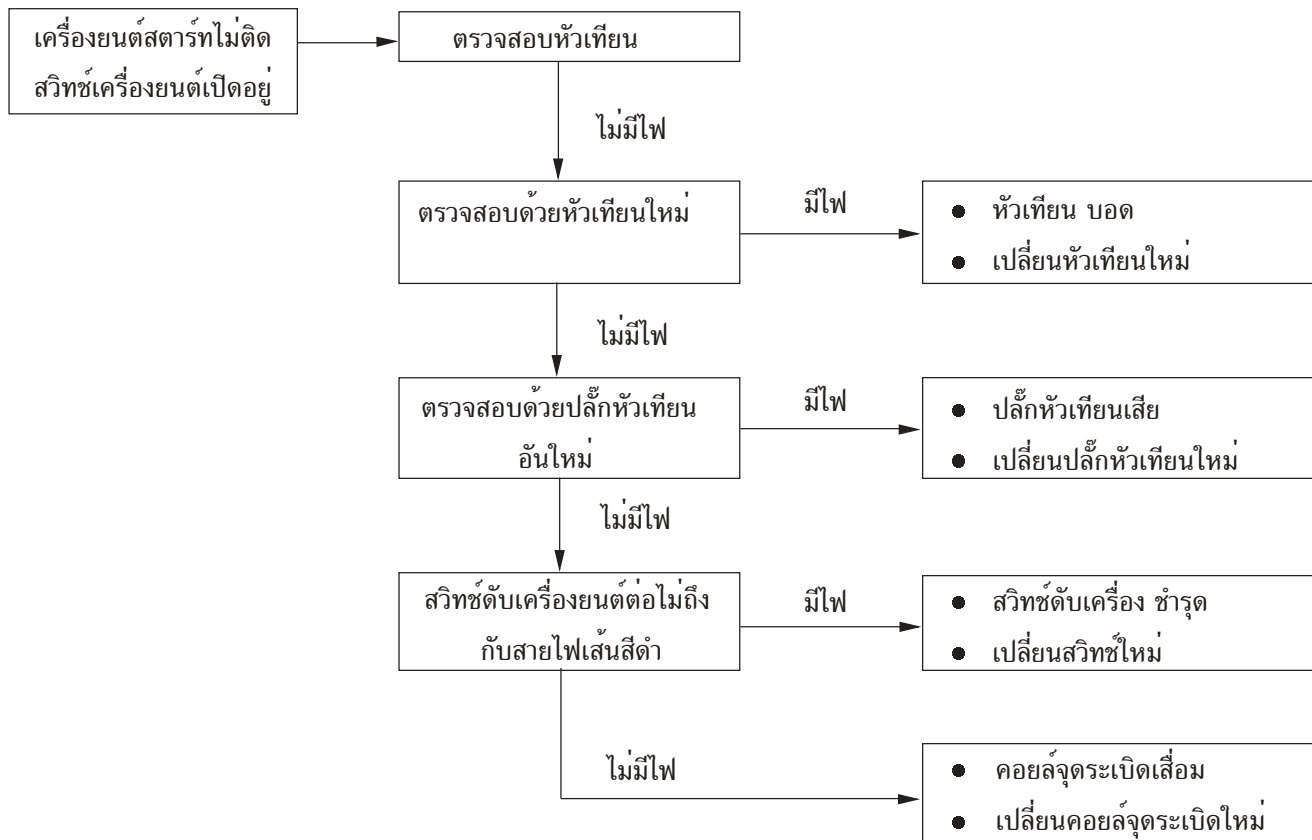 เครื่องยนต์สตาร์ทไม่ติด
สวิทช์เครื่องยนต์เปิดอยู่
ตรวจสอบหัวเทียน
ไม่มีไฟ
ตรวจสอบด้วยหัวเทียนใหม่
มีไฟ
● หัวเทียน บอด
● เปลี่ยนหัวเทียนใหม่
ไม่มีไฟ
ตรวจสอบด้วยปลั๊กหัวเทียน
อันใหม่
มีไฟ
● ปลั๊กหัวเทียนเสีย
● เปลี่ยนปลั๊กหัวเทียนใหม่
ไม่มีไฟ
สวิทช์ดับเครื่องยนต์ต่อไม่ถึง
กับสายไฟเส้นสีดำ
มีไฟ
● สวิทช์ดับเครื่อง ชำรุด
● เปลี่ยนสวิทช์ใหม่
ไม่มีไฟ
● คอยล์จุดระเบิดเสื่อม
● เปลี่ยนคอยล์จุดระเบิดใหม่